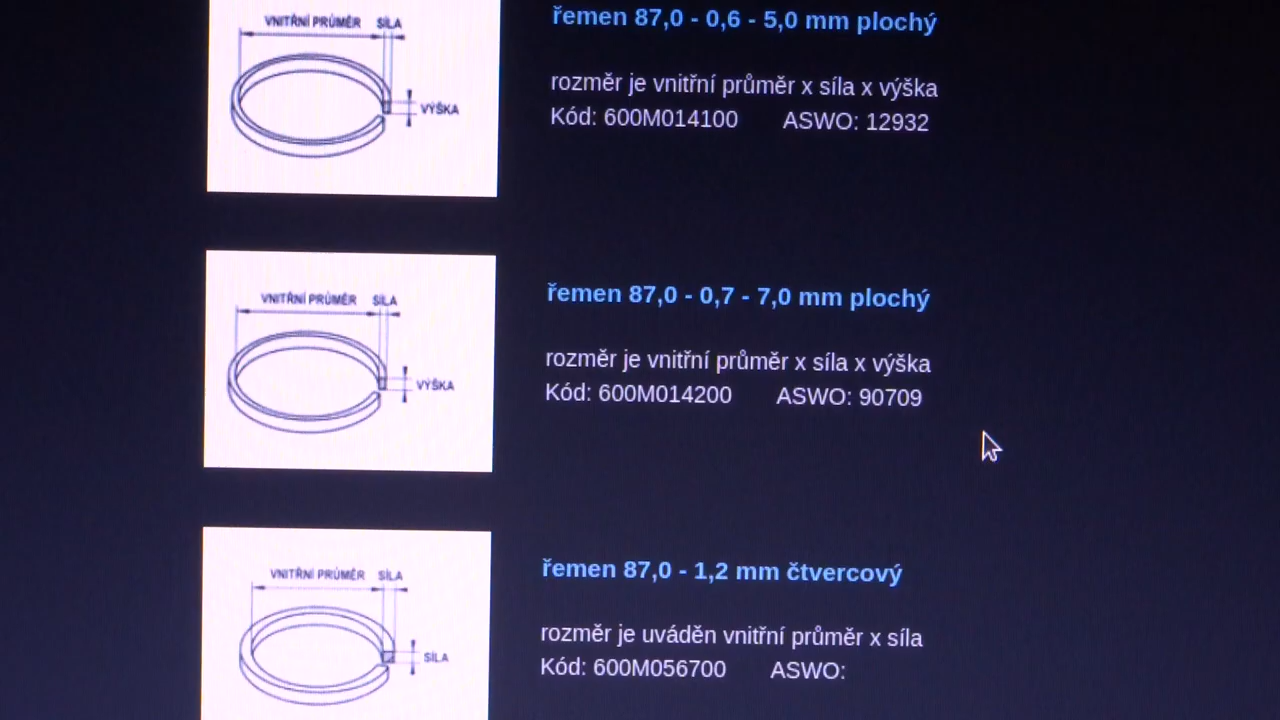 VNITŘNÍ PRŮMĚR SÍLA
VÝŠKA
řemen 87,0 - 0,6 - 5,0 mm plochý
rozměr je vnitřní průměr x síla x výška
Kód: 600M014100 ASWO: 12932
VNITŘNÍ PRŮMĚR SÍLA
VÝŠKA
řemen 87,0 - 0,7 - 7,0 mm plochý
rozměr je vnitřní průměr x síla x výška
Kód: 600M014200 ASWO: 90709
VNITŘNÍ PRŮMĚR SÍLA
SÍLA
řemen 87,0 - 1,2 mm čtvercový
rozměr je uváděn vnitřní průměr x síla
Kód: 600M056700 ASWO: